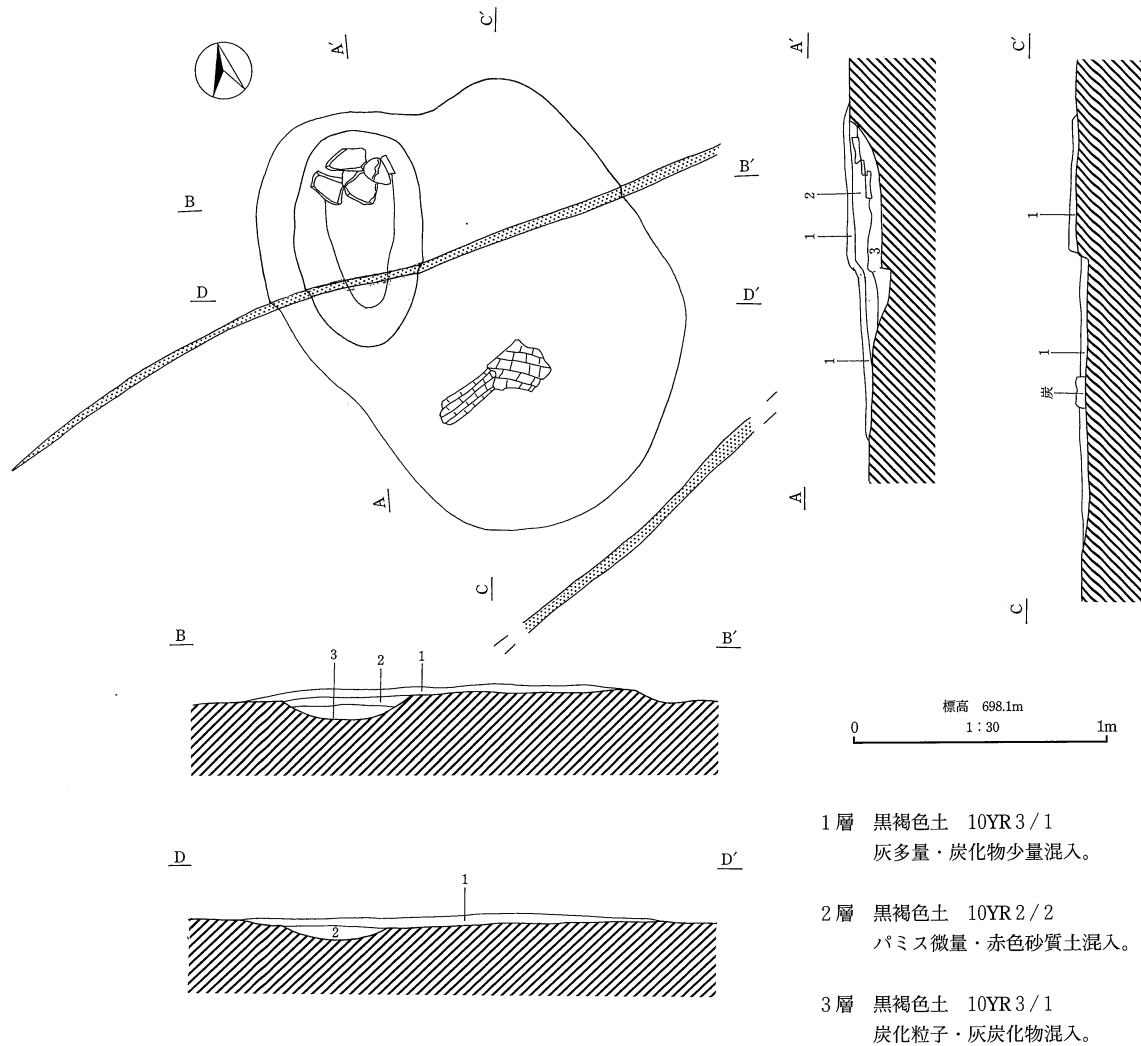 C′
A′
A′
C′
B
B′
D
D′
2
1
3
1
1
1
炭
A
A
C
C
B
B′
3
2
1
標高 698.1m
0
1：30
1m
D
D′
1
2
1層 黒褐色土 10YR 3 / 1
灰多量・炭化物少量混入。
2層 黒褐色土 10YR 2 / 2
パミス微量・赤色砂質土混入。
3層 黒褐色土 10YR 3 / 1
炭化粒子・灰炭化物混入。